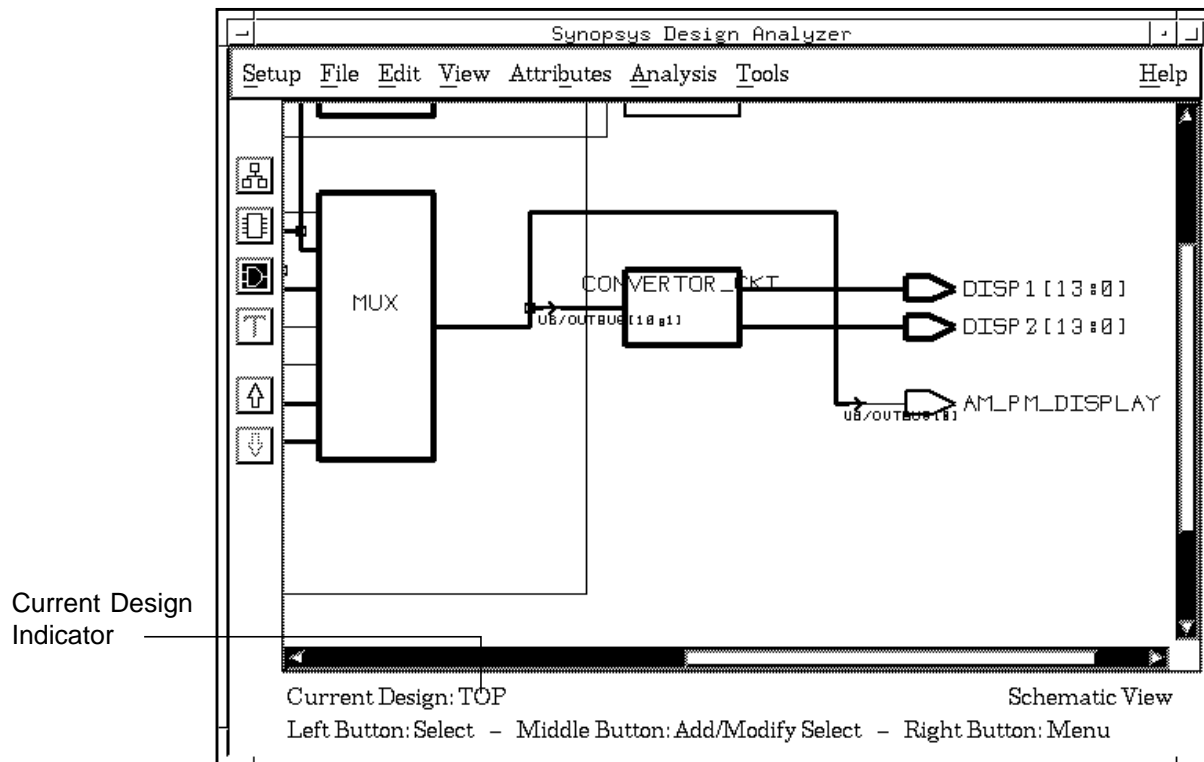 Synopsys Design Analyzer
Setup File Edit View Attributes Analysis Tools Help
MUX
CONVERTOR_CKT
DISP1[13:0]
DISP2[13:0]
AM_PM_DISPLAY
Current Design
Indicator
Current Design: TOP
Schematic View
Left Button: Select – Middle Button: Add/Modify Select – Right Button: Menu